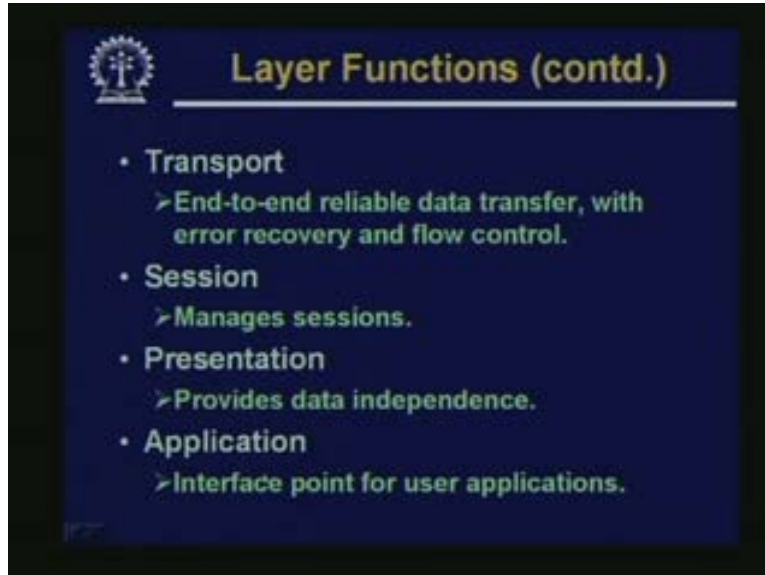 Layer Functions (contd.)
• Transport
➢End-to-end reliable data transfer, with
error recovery and flow control.
• Session
➢Manages sessions.
• Presentation
➢Provides data independence.
• Application
➢Interface point for user applications.